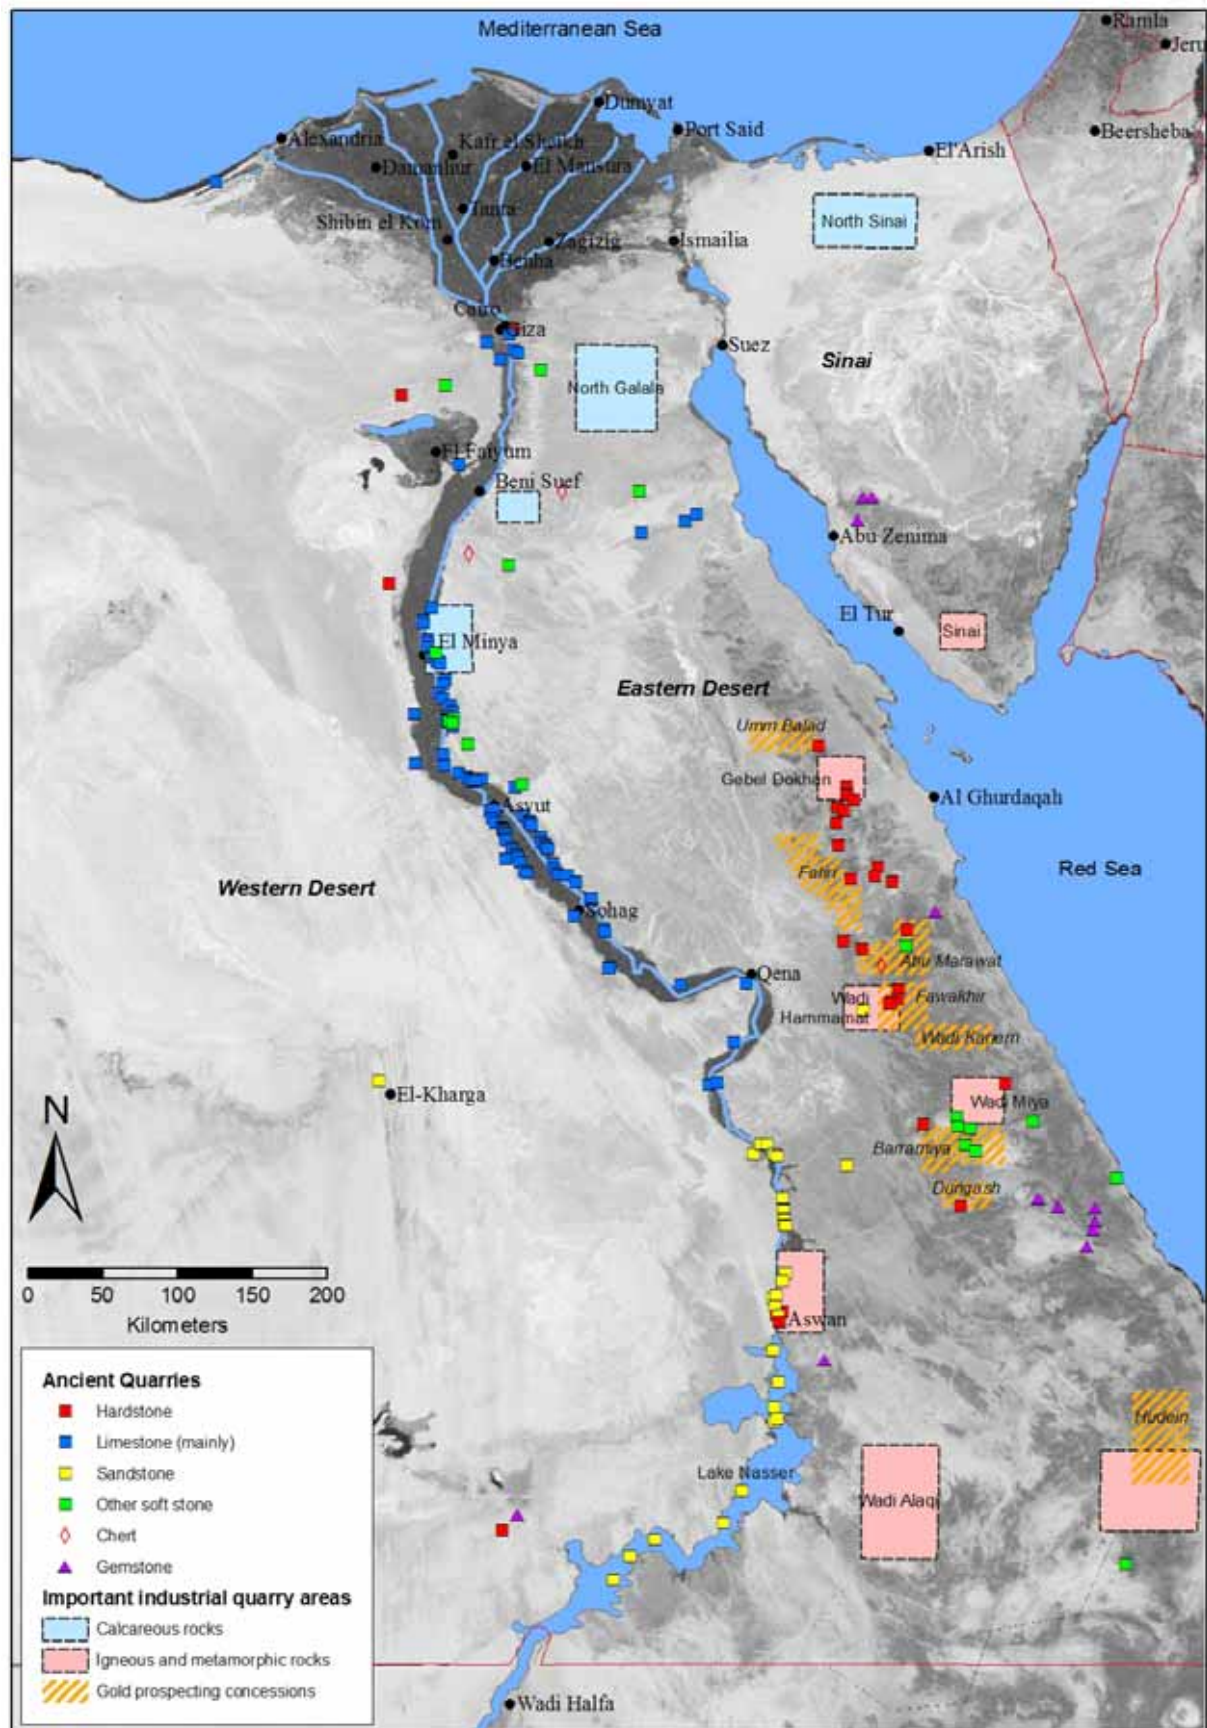 Mediterranean Sea
Ramla
Jeru
Dumyat
Alexandria
Kafr el Sheikh
Port Said
Beersheba
El'Arish
Damanhur
El Mansura
Tanta
North Sinai
Shibin el Kom
Zagizig
Ismailia
Benha
Cairo
Giza
Suez
Sinai
North Galala
El Faiyum
Beni Suef
Abu Zenima
El Tur
Sinai
El Minya
Eastern Desert
Umm Balad
Gebel Dokhan
Al Ghurdaqah
Asyut
Red Sea
Western Desert
Fatiri
Sohag
Abu Marawat
Qena
Wadi
Hammamat
Fawakhir
Wadi Karem
El-Kharga
N
Wadi Miya
Barramiya
Dungash
0 50 100 150 200
Kilometers
Aswan
Hudein
Lake Nasser
Wadi Alaqi
Ancient Quarries
Hardstone
Limestone (mainly)
Sandstone
Other soft stone
Chert
Gemstone
Important industrial quarry areas
Calcareous rocks
Igneous and metamorphic rocks
Gold prospecting concessions
Wadi Halfa